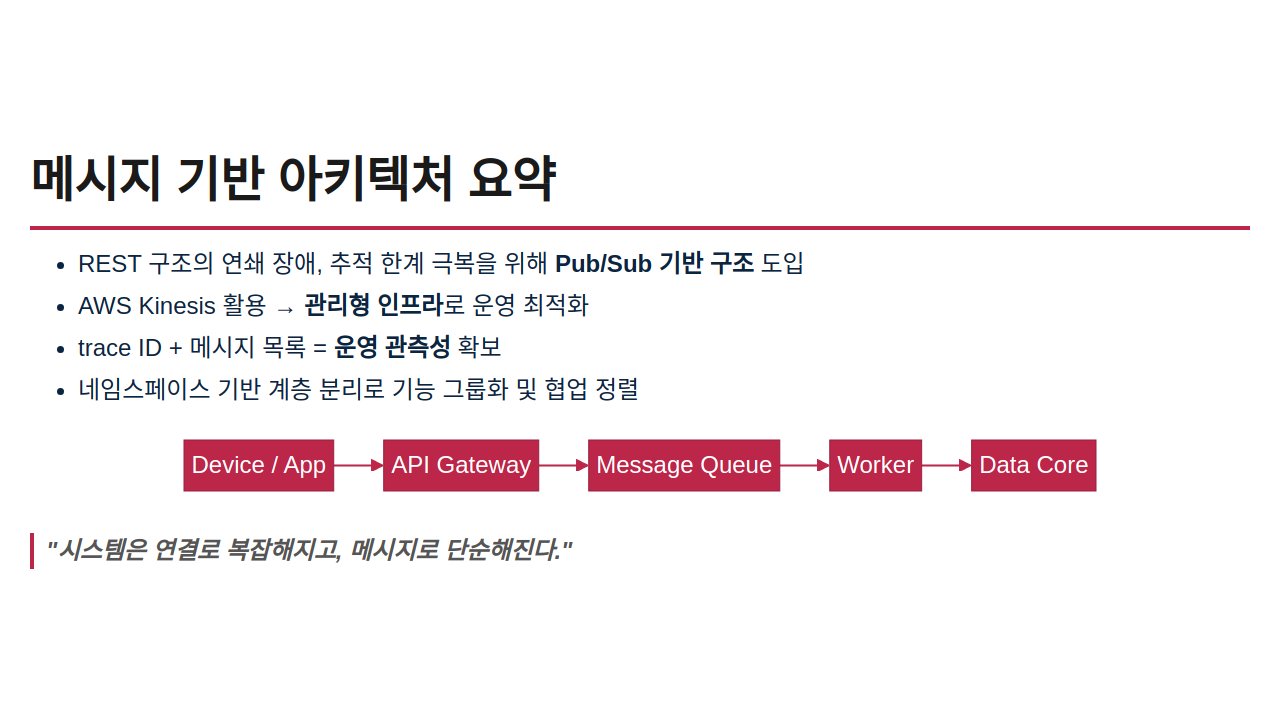 메시지 기반 아키텍처 요약
• REST 구조의 연쇄 장애, 추적 한계 극복을 위해 Pub/Sub 기반 구조 도입
• AWS Kinesis 활용 → 관리형 인프라로 운영 최적화
• trace ID + 메시지 목록 = 운영 관측성 확보
• 네임스페이스 기반 계층 분리로 기능 그룹화 및 협업 정렬
Device / App
API Gateway
Message Queue
Worker
Data Core
"시스템은 연결로 복잡해지고, 메시지로 단순해진다."